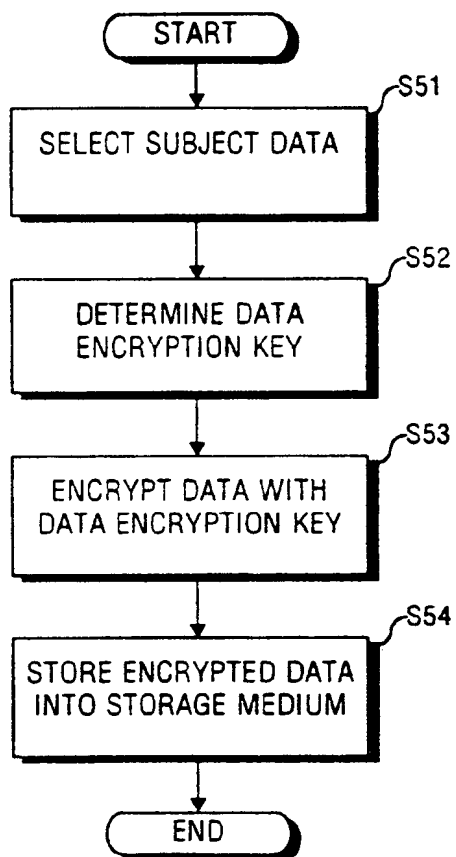 START
S51
SELECT SUBJECT DATA
S52
DETERMINE DATA
ENCRYPTION KEY
S53
ENCRYPT DATA WITH
DATA ENCRYPTION KEY
S54
STORE ENCRYPTED DATA
INTO STORAGE MEDIUM
END